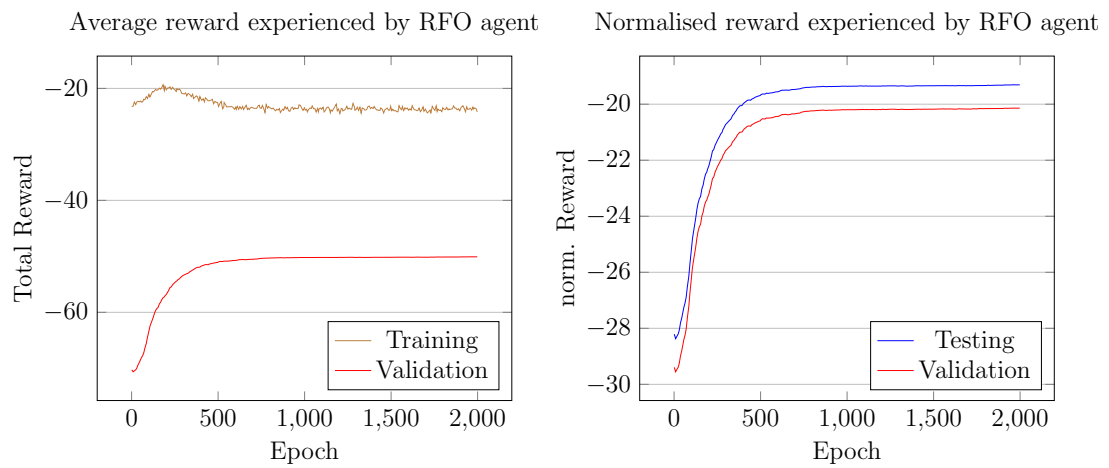 Average reward experienced by RFO agent
−20
−40
−60
Total Reward
0
500
1,000
1,500
2,000
Epoch
Training
Validation
Normalised reward experienced by RFO agent
−20
−22
−24
−26
−28
−30
norm. Reward
0
500
1,000
1,500
2,000
Epoch
Testing
Validation